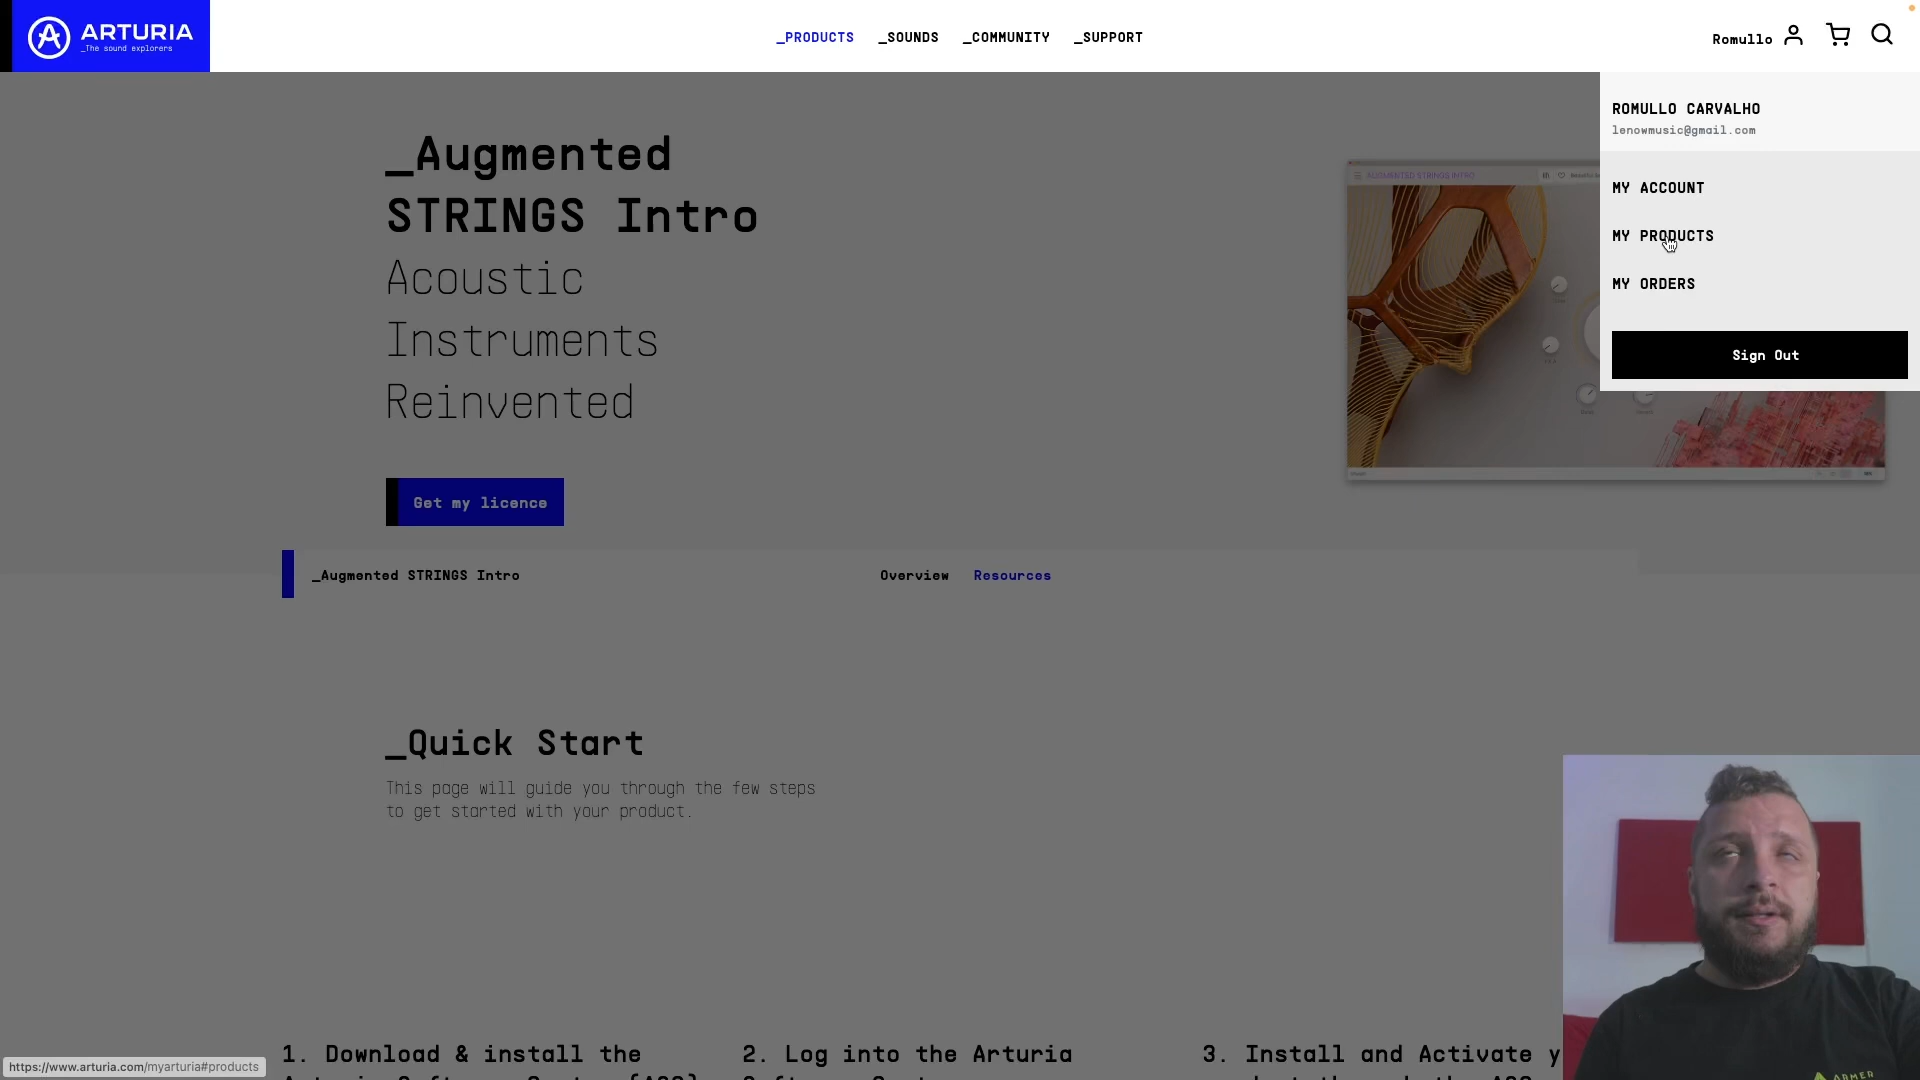 ARTURIA
_The sound explorers
_PRODUCTS
_SOUNDS
_COMMUNITY
_SUPPORT
Romullo
ROMULLO CARVALHO
lenowmusic@gmail.com
MY ACCOUNT
MY PRODUCTS
MY ORDERS
Sign Out
_Augmented
STRINGS Intro
Acoustic
Instruments
Reinvented
AUGMENTED STRINGS INTRO
Get my licence
_Augmented STRINGS Intro
Overview
Resources
_Quick Start
This page will guide you through the few steps
to get started with your product.
1. Download & install the
2. Log into the Arturia
3. Install and Activate y
https://www.arturia.com/myarturia#products